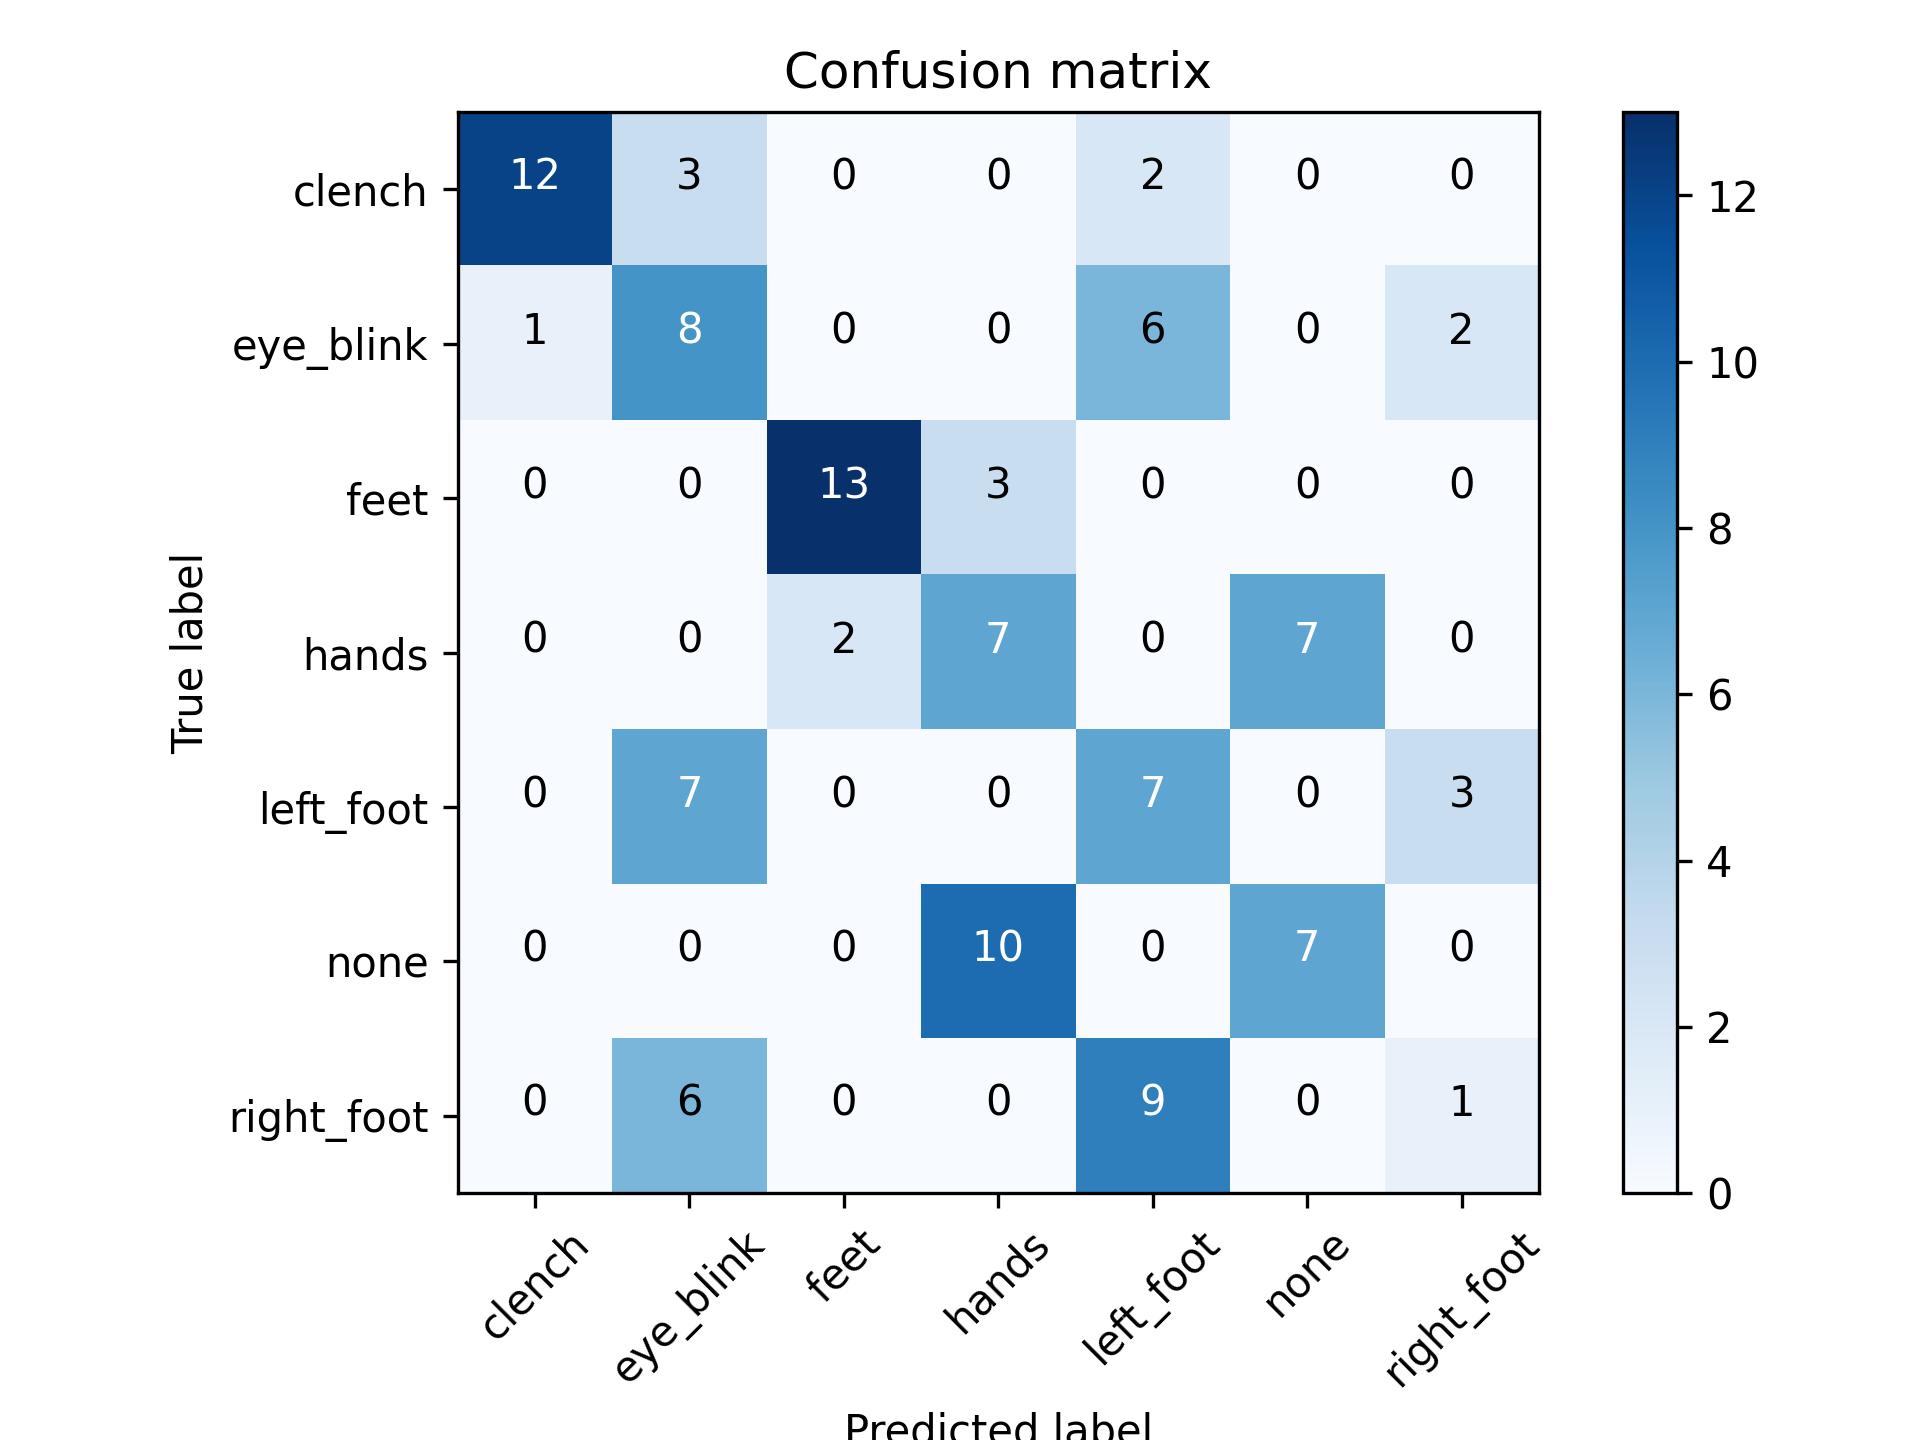 Confusion matrix
clench 12 3 0 0 2 0 0
eye_blink 1 8 0 0 6 0 2
feet 0 0 13 3 0 0 0
hands 0 0 2 7 0 7 0
left_foot 0 7 0 0 7 0 3
none 0 0 0 10 0 7 0
right_foot 0 6 0 0 9 0 1
clench eye_blink feet hands left_foot none right_foot
True label
Predicted label
12
10
8
6
4
2
0